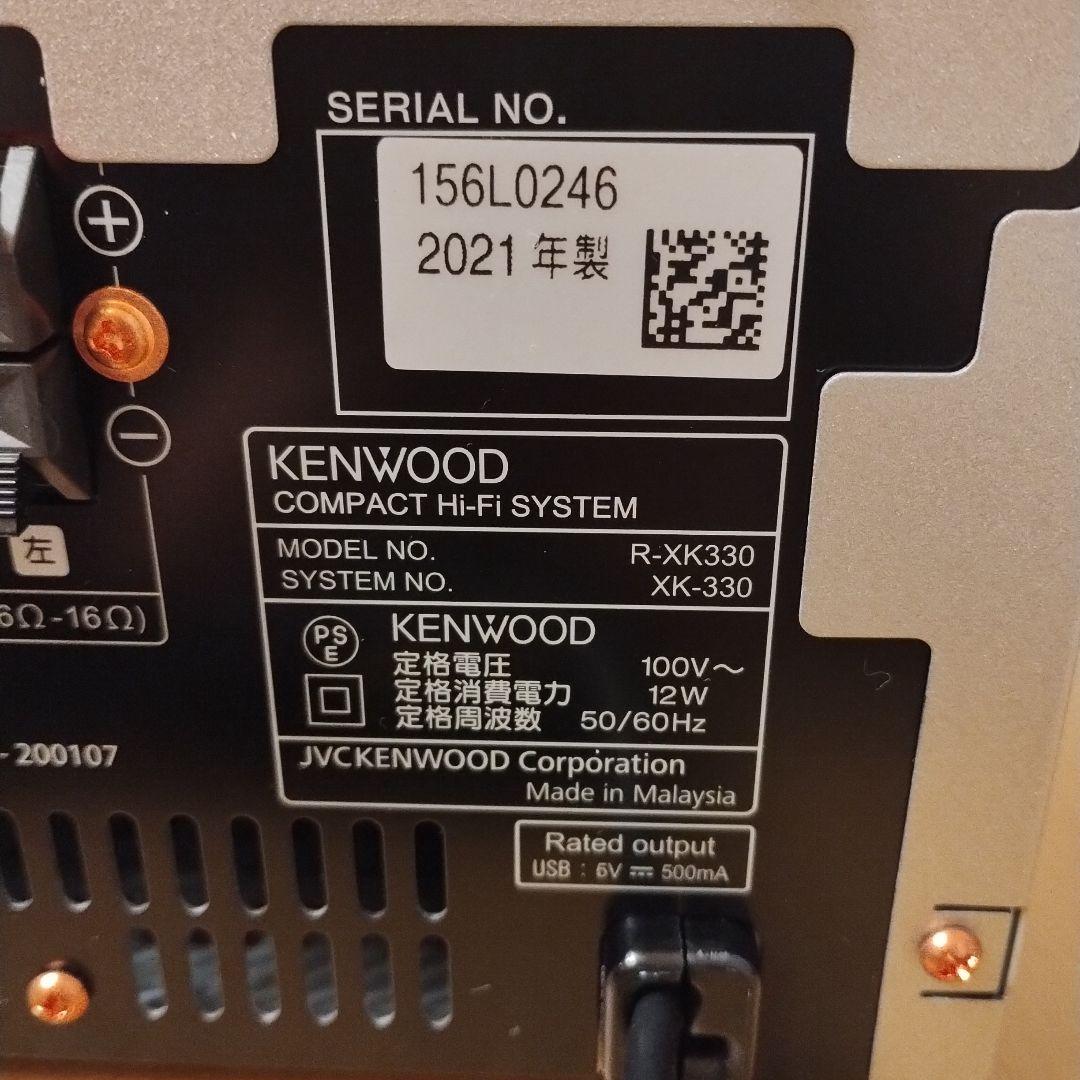 SERIAL NO.
156L0246
2021 年製
+
−
左
6Ω-16Ω)
KENWOOD
COMPACT Hi-Fi SYSTEM
MODEL NO. R-XK330
SYSTEM NO. XK-330
PS
E
KENWOOD
定格電圧 100V～
定格消費電力 12W
定格周波数 50/60Hz
- 200107
JVCKENWOOD Corporation
Made in Malaysia
Rated output
USB : 5V ⎓ 500mA